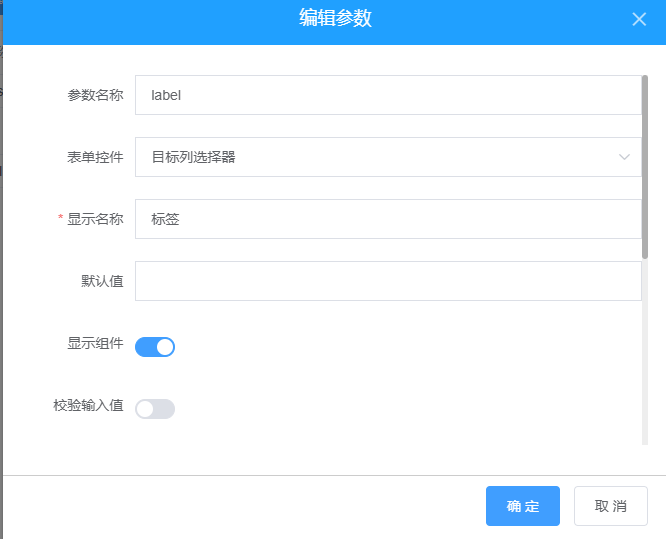 编辑参数
参数名称 label
表单控件 目标列选择器
* 显示名称 标签
默认值
显示组件
校验输入值
确 定 取 消